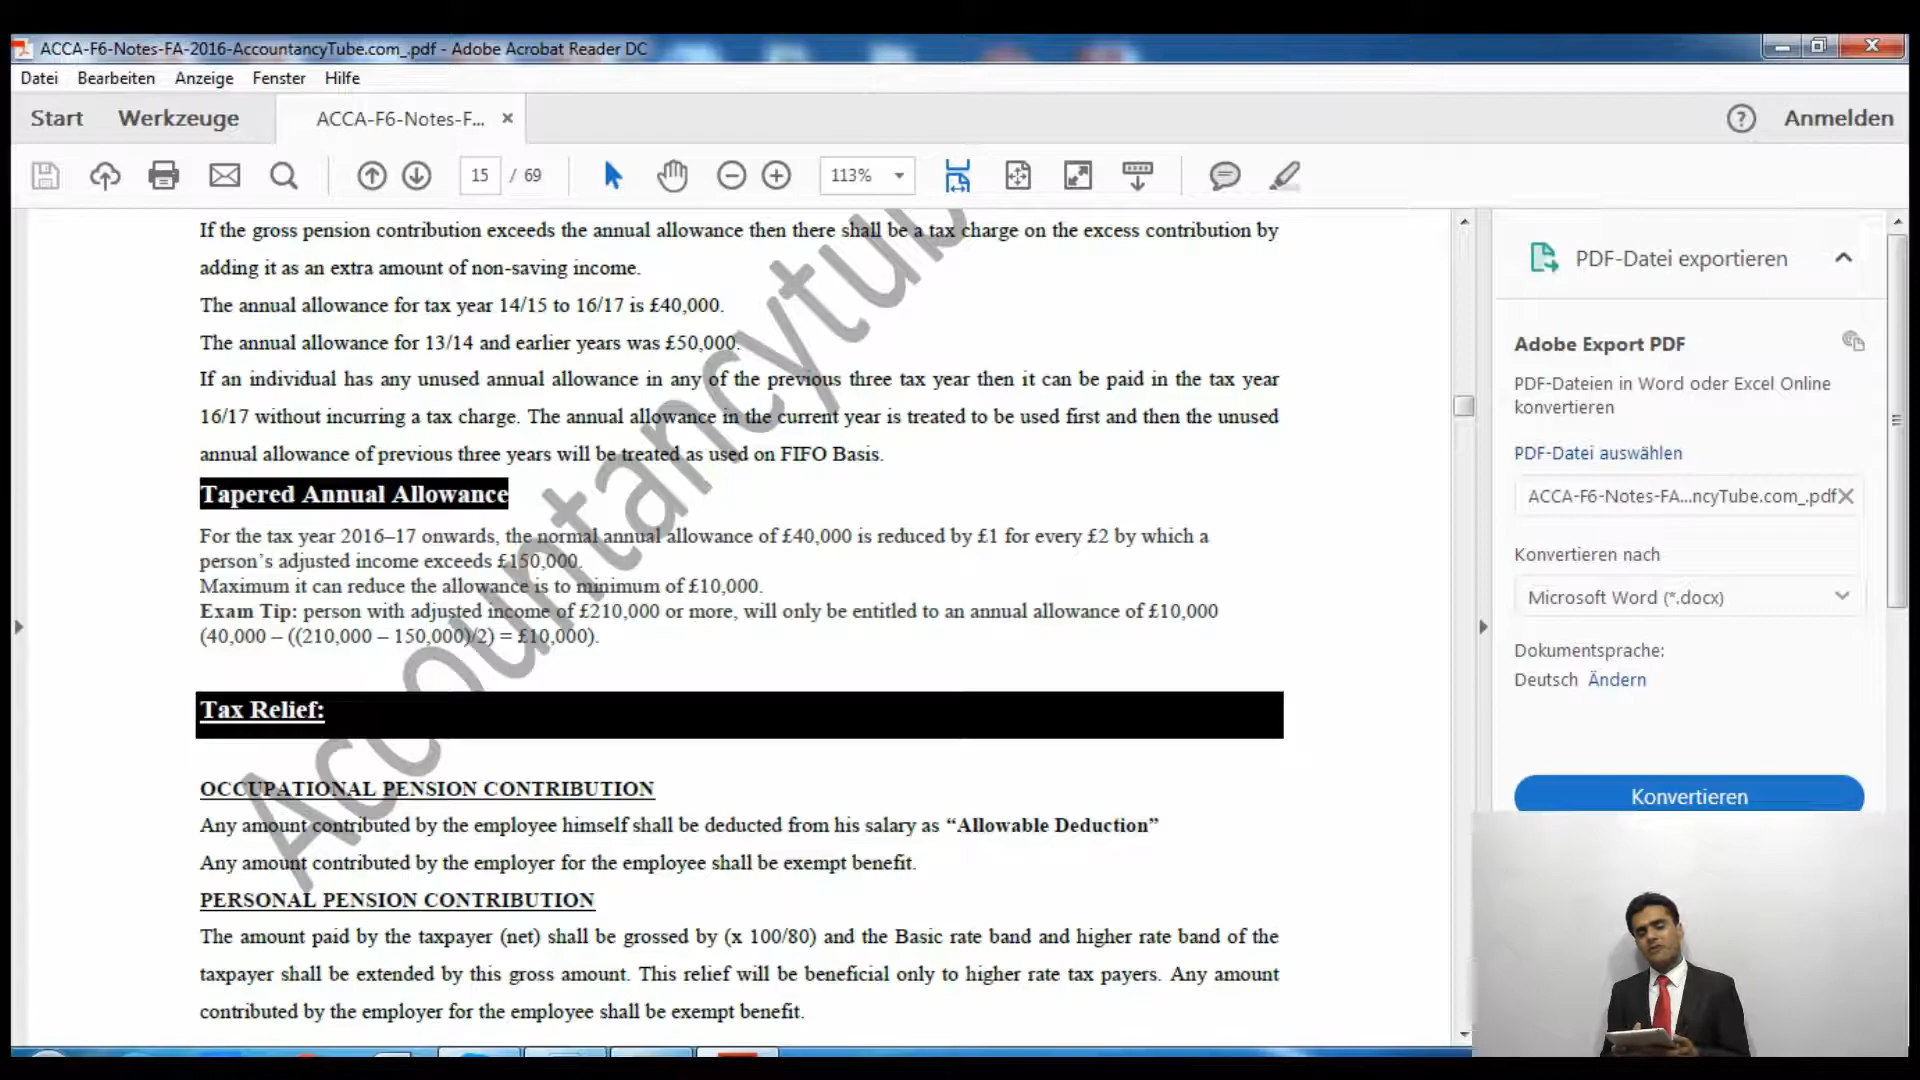 ACCA-F6-Notes-FA-2016-AccountancyTube.com_.pdf - Adobe Acrobat Reader DC
Datei Bearbeiten Anzeige Fenster Hilfe
Start Werkzeuge ACCA-F6-Notes-F... × Anmelden
15 / 69 113%
If the gross pension contribution exceeds the annual allowance then there shall be a tax charge on the excess contribution by
adding it as an extra amount of non-saving income.
The annual allowance for tax year 14/15 to 16/17 is £40,000.
The annual allowance for 13/14 and earlier years was £50,000.
If an individual has any unused annual allowance in any of the previous three tax year then it can be paid in the tax year
16/17 without incurring a tax charge. The annual allowance in the current year is treated to be used first and then the unused
annual allowance of previous three years will be treated as used on FIFO Basis.
Tapered Annual Allowance
For the tax year 2016–17 onwards, the normal annual allowance of £40,000 is reduced by £1 for every £2 by which a
person’s adjusted income exceeds £150,000.
Maximum it can reduce the allowance is to minimum of £10,000.
Exam Tip: person with adjusted income of £210,000 or more, will only be entitled to an annual allowance of £10,000
(40,000 – ((210,000 – 150,000)/2) = £10,000).
Tax Relief:
OCCUPATIONAL PENSION CONTRIBUTION
Any amount contributed by the employee himself shall be deducted from his salary as “Allowable Deduction”
Any amount contributed by the employer for the employee shall be exempt benefit.
PERSONAL PENSION CONTRIBUTION
The amount paid by the taxpayer (net) shall be grossed by (x 100/80) and the Basic rate band and higher rate band of the
taxpayer shall be extended by this gross amount. This relief will be beneficial only to higher rate tax payers. Any amount
contributed by the employer for the employee shall be exempt benefit.
Accountancytub
PDF-Datei exportieren
Adobe Export PDF
PDF-Dateien in Word oder Excel Online
konvertieren
PDF-Datei auswählen
ACCA-F6-Notes-FA...ncyTube.com_.pdf
Konvertieren nach
Microsoft Word (*.docx)
Dokumentsprache:
Deutsch Ändern
Konvertieren